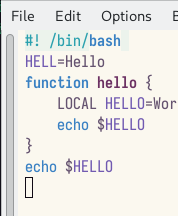 File Edit Options B
#! /bin/bash
HELL=Hello
function hello {
    LOCAL HELLO=Wor
    echo $HELLO
}
echo $HELLO